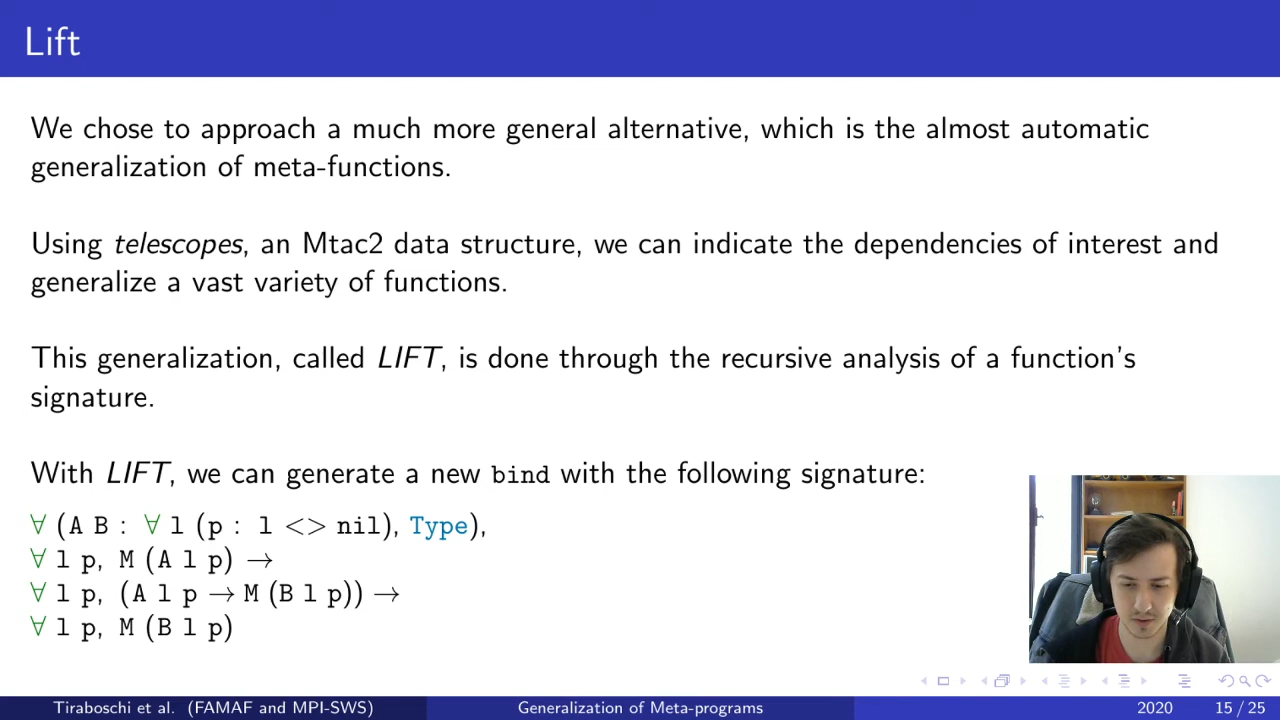 Lift
We chose to approach a much more general alternative, which is the almost automatic
generalization of meta-functions.
Using telescopes, an Mtac2 data structure, we can indicate the dependencies of interest and
generalize a vast variety of functions.
This generalization, called LIFT, is done through the recursive analysis of a function's
signature.
With LIFT, we can generate a new bind with the following signature:
∀ (A B : ∀ l (p : l <> nil), Type),
∀ l p, M (A l p) →
∀ l p, (A l p → M (B l p)) →
∀ l p, M (B l p)
Tiraboschi et al. (FAMAF and MPI-SWS) Generalization of Meta-programs 2020 15 / 25